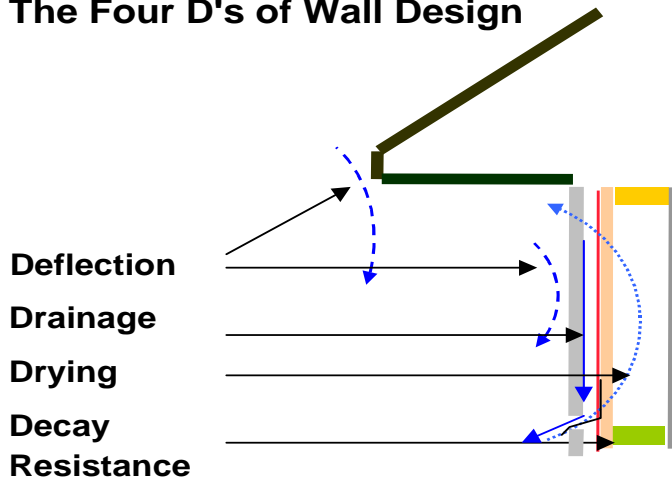 The Four D's of Wall Design
Deflection
Drainage
Drying
Decay
Resistance